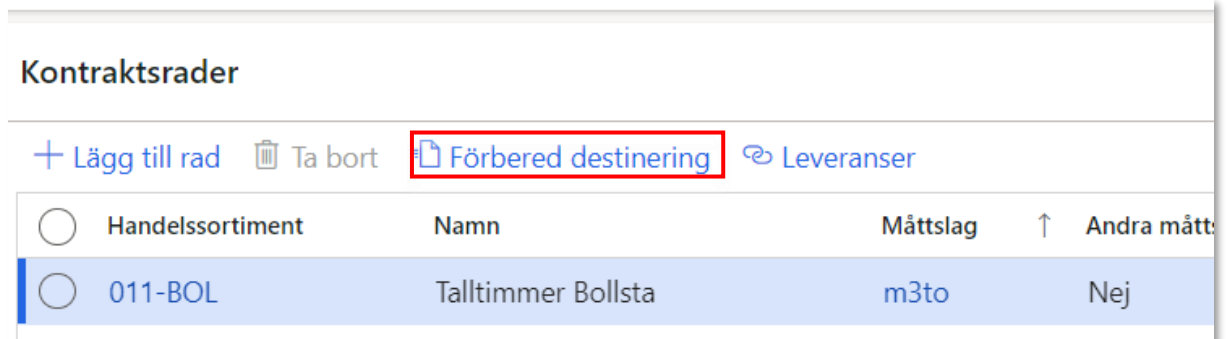 Kontraktsrader
Lägg till rad Ta bort Förbered destinering Leveranser
Handelssortiment Namn Måttslag ↑ Andra mått
011-BOL Talltimmer Bollsta m3to Nej